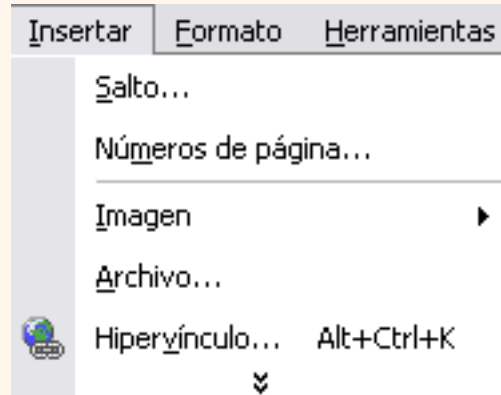 Insertar Formato Herramientas
Salto...
Números de página...
Imagen
Archivo...
Hipervínculo... Alt+Ctrl+K